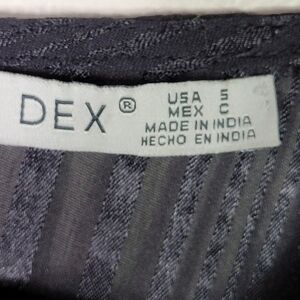 DEX®
USA S
MEX C
MADE IN INDIA
HECHO EN INDIA